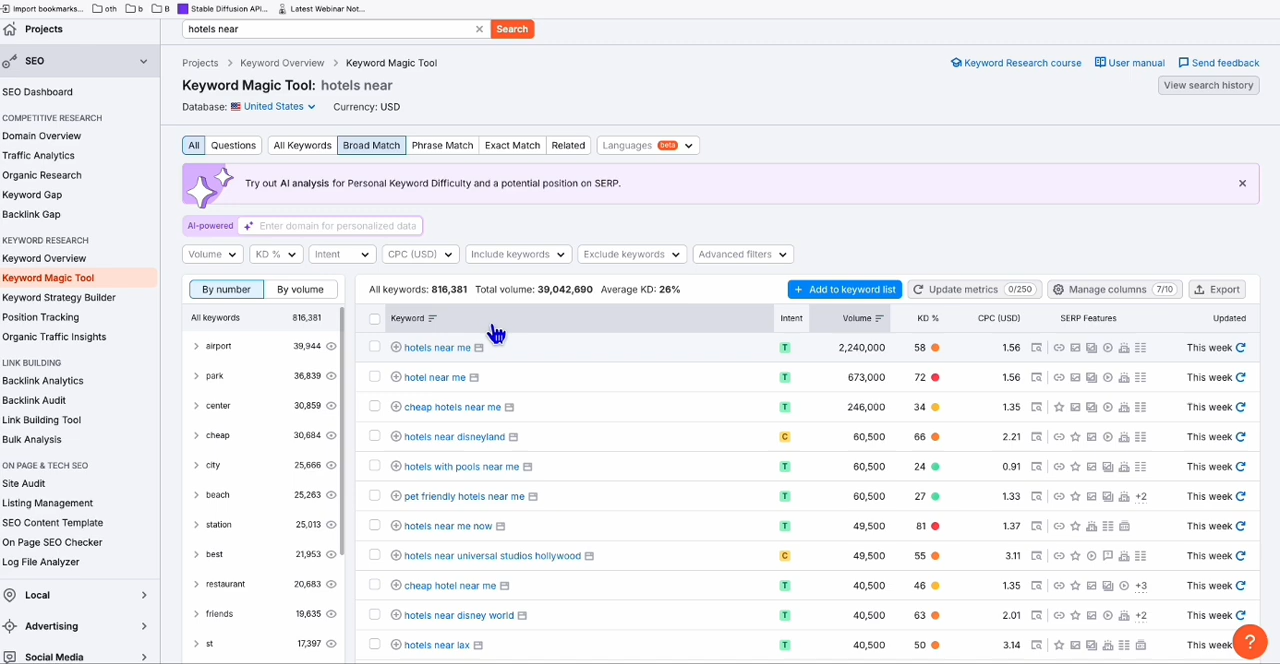 Import bookmarks... oth b B Stable Diffusion API... Latest Webinar Not...
Projects
SEO
SEO Dashboard
COMPETITIVE RESEARCH
Domain Overview
Traffic Analytics
Organic Research
Keyword Gap
Backlink Gap
KEYWORD RESEARCH
Keyword Overview
Keyword Magic Tool
Keyword Strategy Builder
Position Tracking
Organic Traffic Insights
LINK BUILDING
Backlink Analytics
Backlink Audit
Link Building Tool
Bulk Analysis
ON PAGE & TECH SEO
Site Audit
Listing Management
SEO Content Template
On Page SEO Checker
Log File Analyzer
Local
Advertising
Social Media
hotels near Search
Projects > Keyword Overview > Keyword Magic Tool
Keyword Research course User manual Send feedback
Keyword Magic Tool: hotels near
View search history
Database: United States Currency: USD
All Questions All Keywords Broad Match Phrase Match Exact Match Related Languages beta
Try out AI analysis for Personal Keyword Difficulty and a potential position on SERP.
AI-powered Enter domain for personalized data
Volume KD % Intent CPC (USD) Include keywords Exclude keywords Advanced filters
By number By volume
All keywords 816,381
airport 39,944
park 36,839
center 30,859
cheap 30,684
city 25,666
beach 25,263
station 25,013
best 21,953
restaurant 20,683
friends 19,635
st 17,397
All keywords: 816,381 Total volume: 39,042,690 Average KD: 26%
+ Add to keyword list Update metrics 0/250 Manage columns 7/10 Export
Keyword Intent Volume KD % CPC (USD) SERP Features Updated
hotels near me T 2,240,000 58 1.56 This week
hotel near me T 673,000 72 1.56 This week
cheap hotels near me T 246,000 34 1.35 This week
hotels near disneyland C 60,500 66 2.21 This week
hotels with pools near me T 60,500 24 0.91 This week
pet friendly hotels near me T 60,500 27 1.33 +2 This week
hotels near me now T 49,500 81 1.37 This week
hotels near universal studios hollywood C 49,500 55 3.11 This week
cheap hotel near me T 40,500 46 1.35 +3 This week
hotels near disney world T 40,500 63 2.01 +2 This week
hotels near lax T 40,500 50 3.14 This week
?